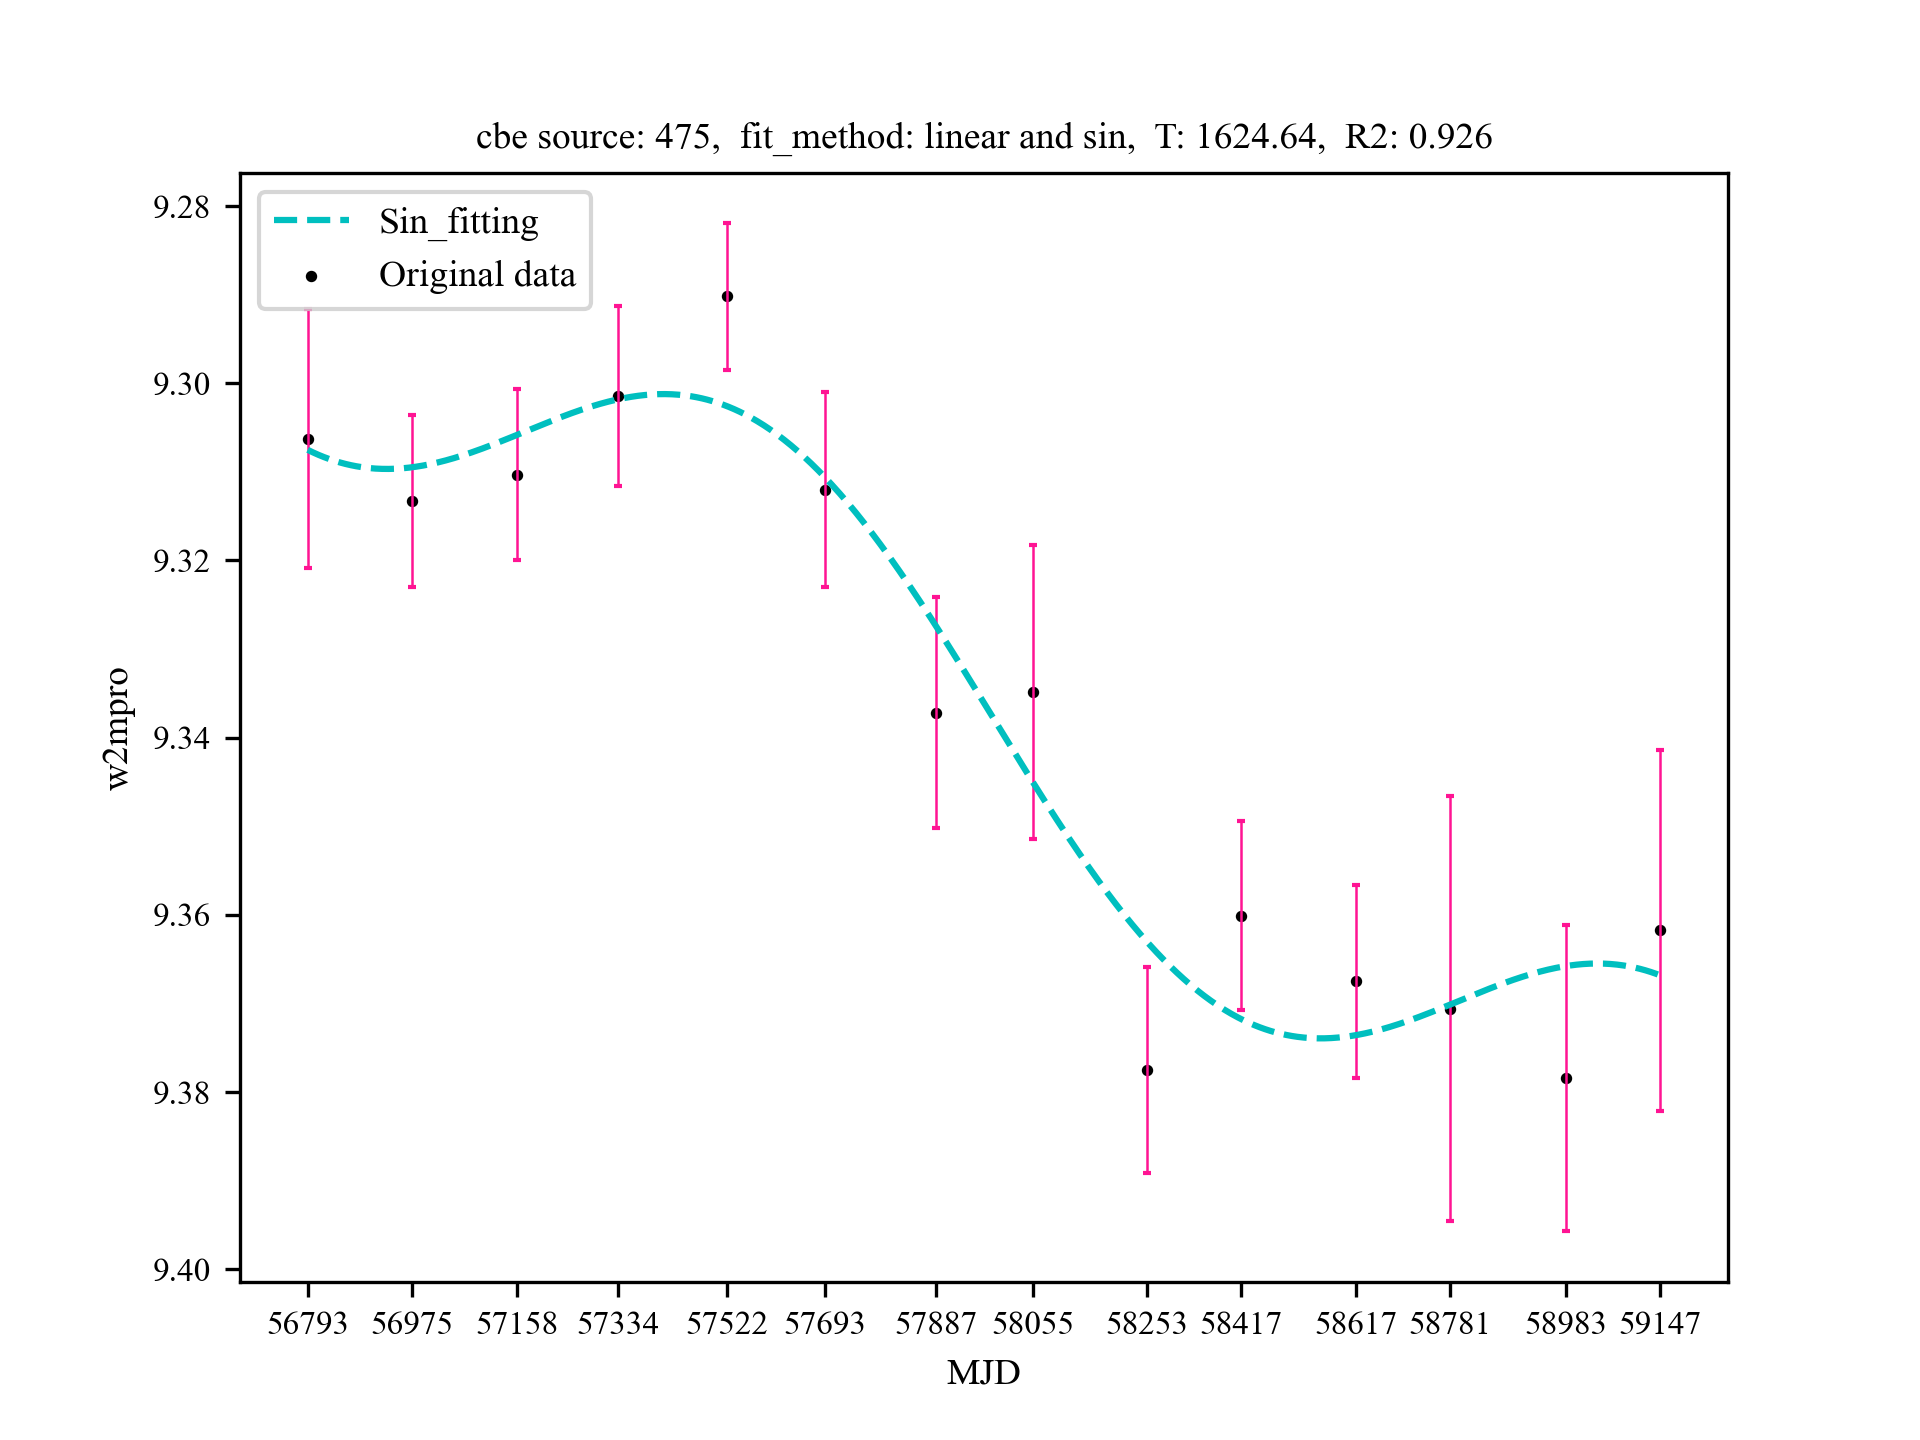 cbe source: 475,  fit_method: linear and sin,  T: 1624.64,  R2: 0.926
Sin_fitting
Original data
9.28
9.30
9.32
9.34
9.36
9.38
9.40
w2mpro
56793 56975 57158 57334 57522 57693 57887 58055 58253 58417 58617 58781 58983 59147
MJD